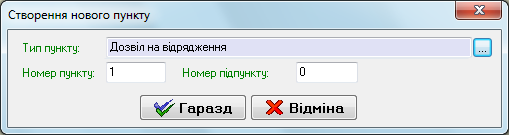 Створення нового пункту
Тип пункту: Дозвіл на відрядження ...
Номер пункту: 1 Номер підпункту: 0
Гаразд Відміна